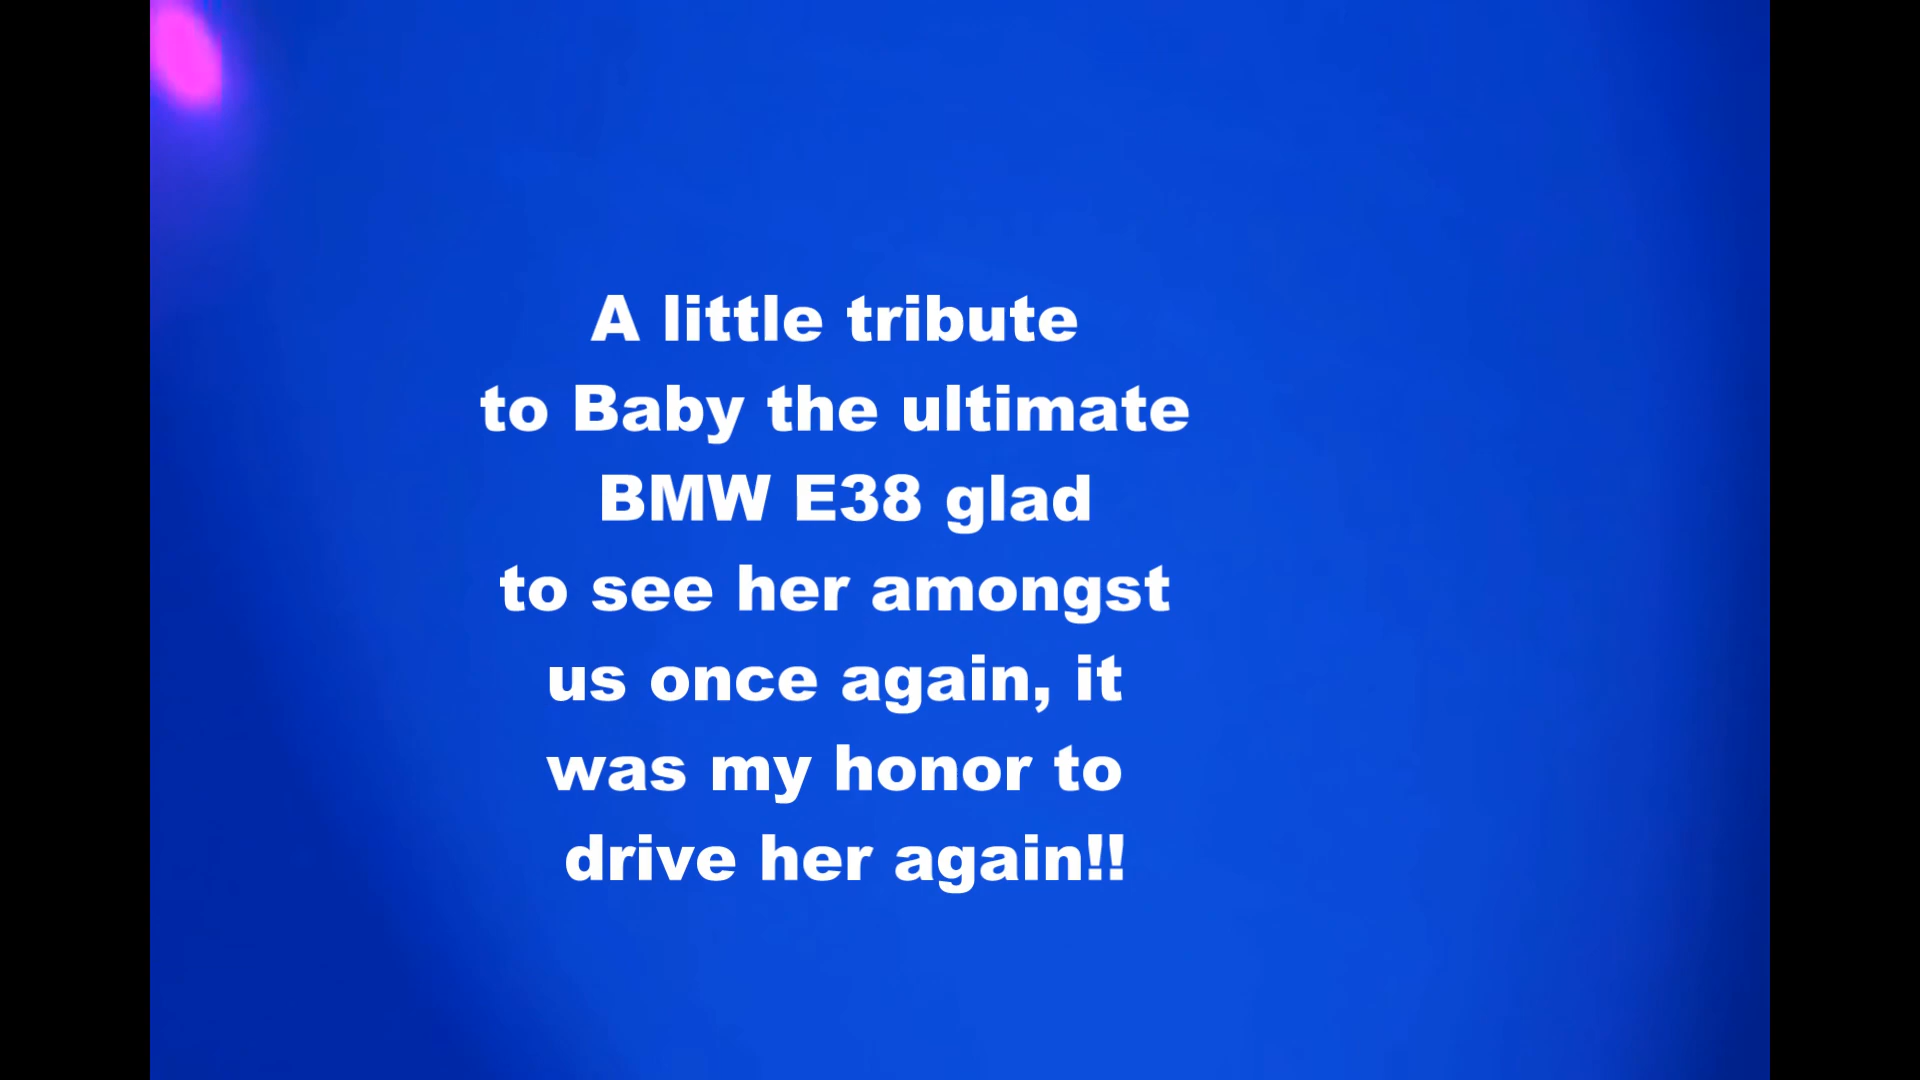 A little tribute
to Baby the ultimate
BMW E38 glad
to see her amongst
us once again, it
was my honor to
drive her again!!